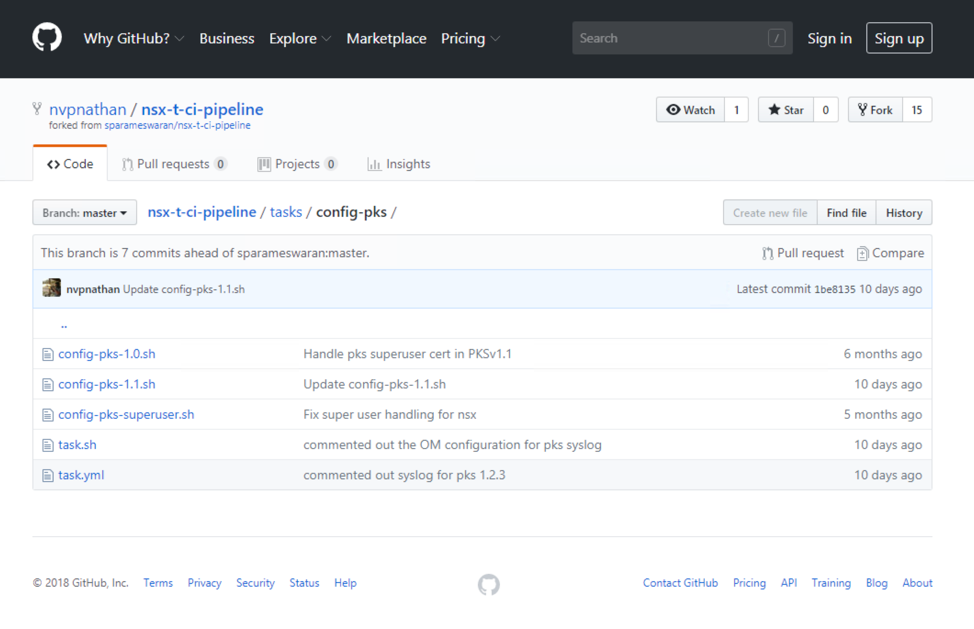 Why GitHub? Business Explore Marketplace Pricing Search / Sign in Sign up
nvpnathan / nsx-t-ci-pipeline Watch 1 Star 0 Fork 15
forked from sparameswaran/nsx-t-ci-pipeline
Code Pull requests 0 Projects 0 Insights
Branch: master nsx-t-ci-pipeline / tasks / config-pks / Create new file Find file History
This branch is 7 commits ahead of sparameswaran:master. Pull request Compare
nvpnathan Update config-pks-1.1.sh Latest commit 1be8135 10 days ago
..
config-pks-1.0.sh Handle pks superuser cert in PKSv1.1 6 months ago
config-pks-1.1.sh Update config-pks-1.1.sh 10 days ago
config-pks-superuser.sh Fix super user handling for nsx 5 months ago
task.sh commented out the OM configuration for pks syslog 10 days ago
task.yml commented out syslog for pks 1.2.3 10 days ago
© 2018 GitHub, Inc. Terms Privacy Security Status Help Contact GitHub Pricing API Training Blog About